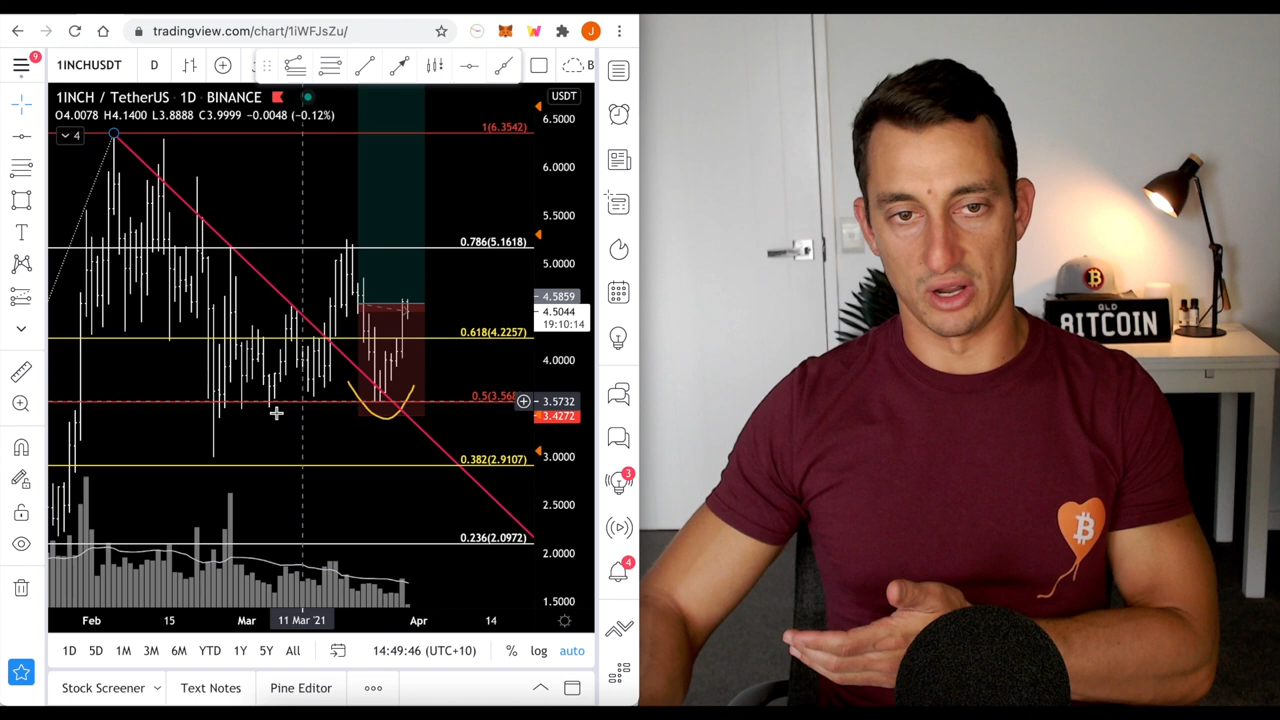 tradingview.com/chart/1iWFJsZu/
J
9
1INCHUSDT D
B
1INCH / TetherUS 1D BINANCE
USDT
O4.0078 H4.1400 L3.8888 C3.9999 -0.0048 (-0.12%)
4
1(6.3542)
0.786(5.1618)
0.618(4.2257)
0.382(2.9107)
0.236(2.0972)
6.5000
6.0000
5.5000
5.0000
4.5859
4.5044
19:10:14
4.0000
3.5732
3.4272
3.0000
2.5000
2.0000
1.5000
Feb 15 Mar 11 Mar '21 Apr 14
1D 5D 1M 3M 6M YTD 1Y 5Y All 14:49:46 (UTC+10) % log auto
Stock Screener Text Notes Pine Editor
3
4
B
QLD
BITCOIN
B